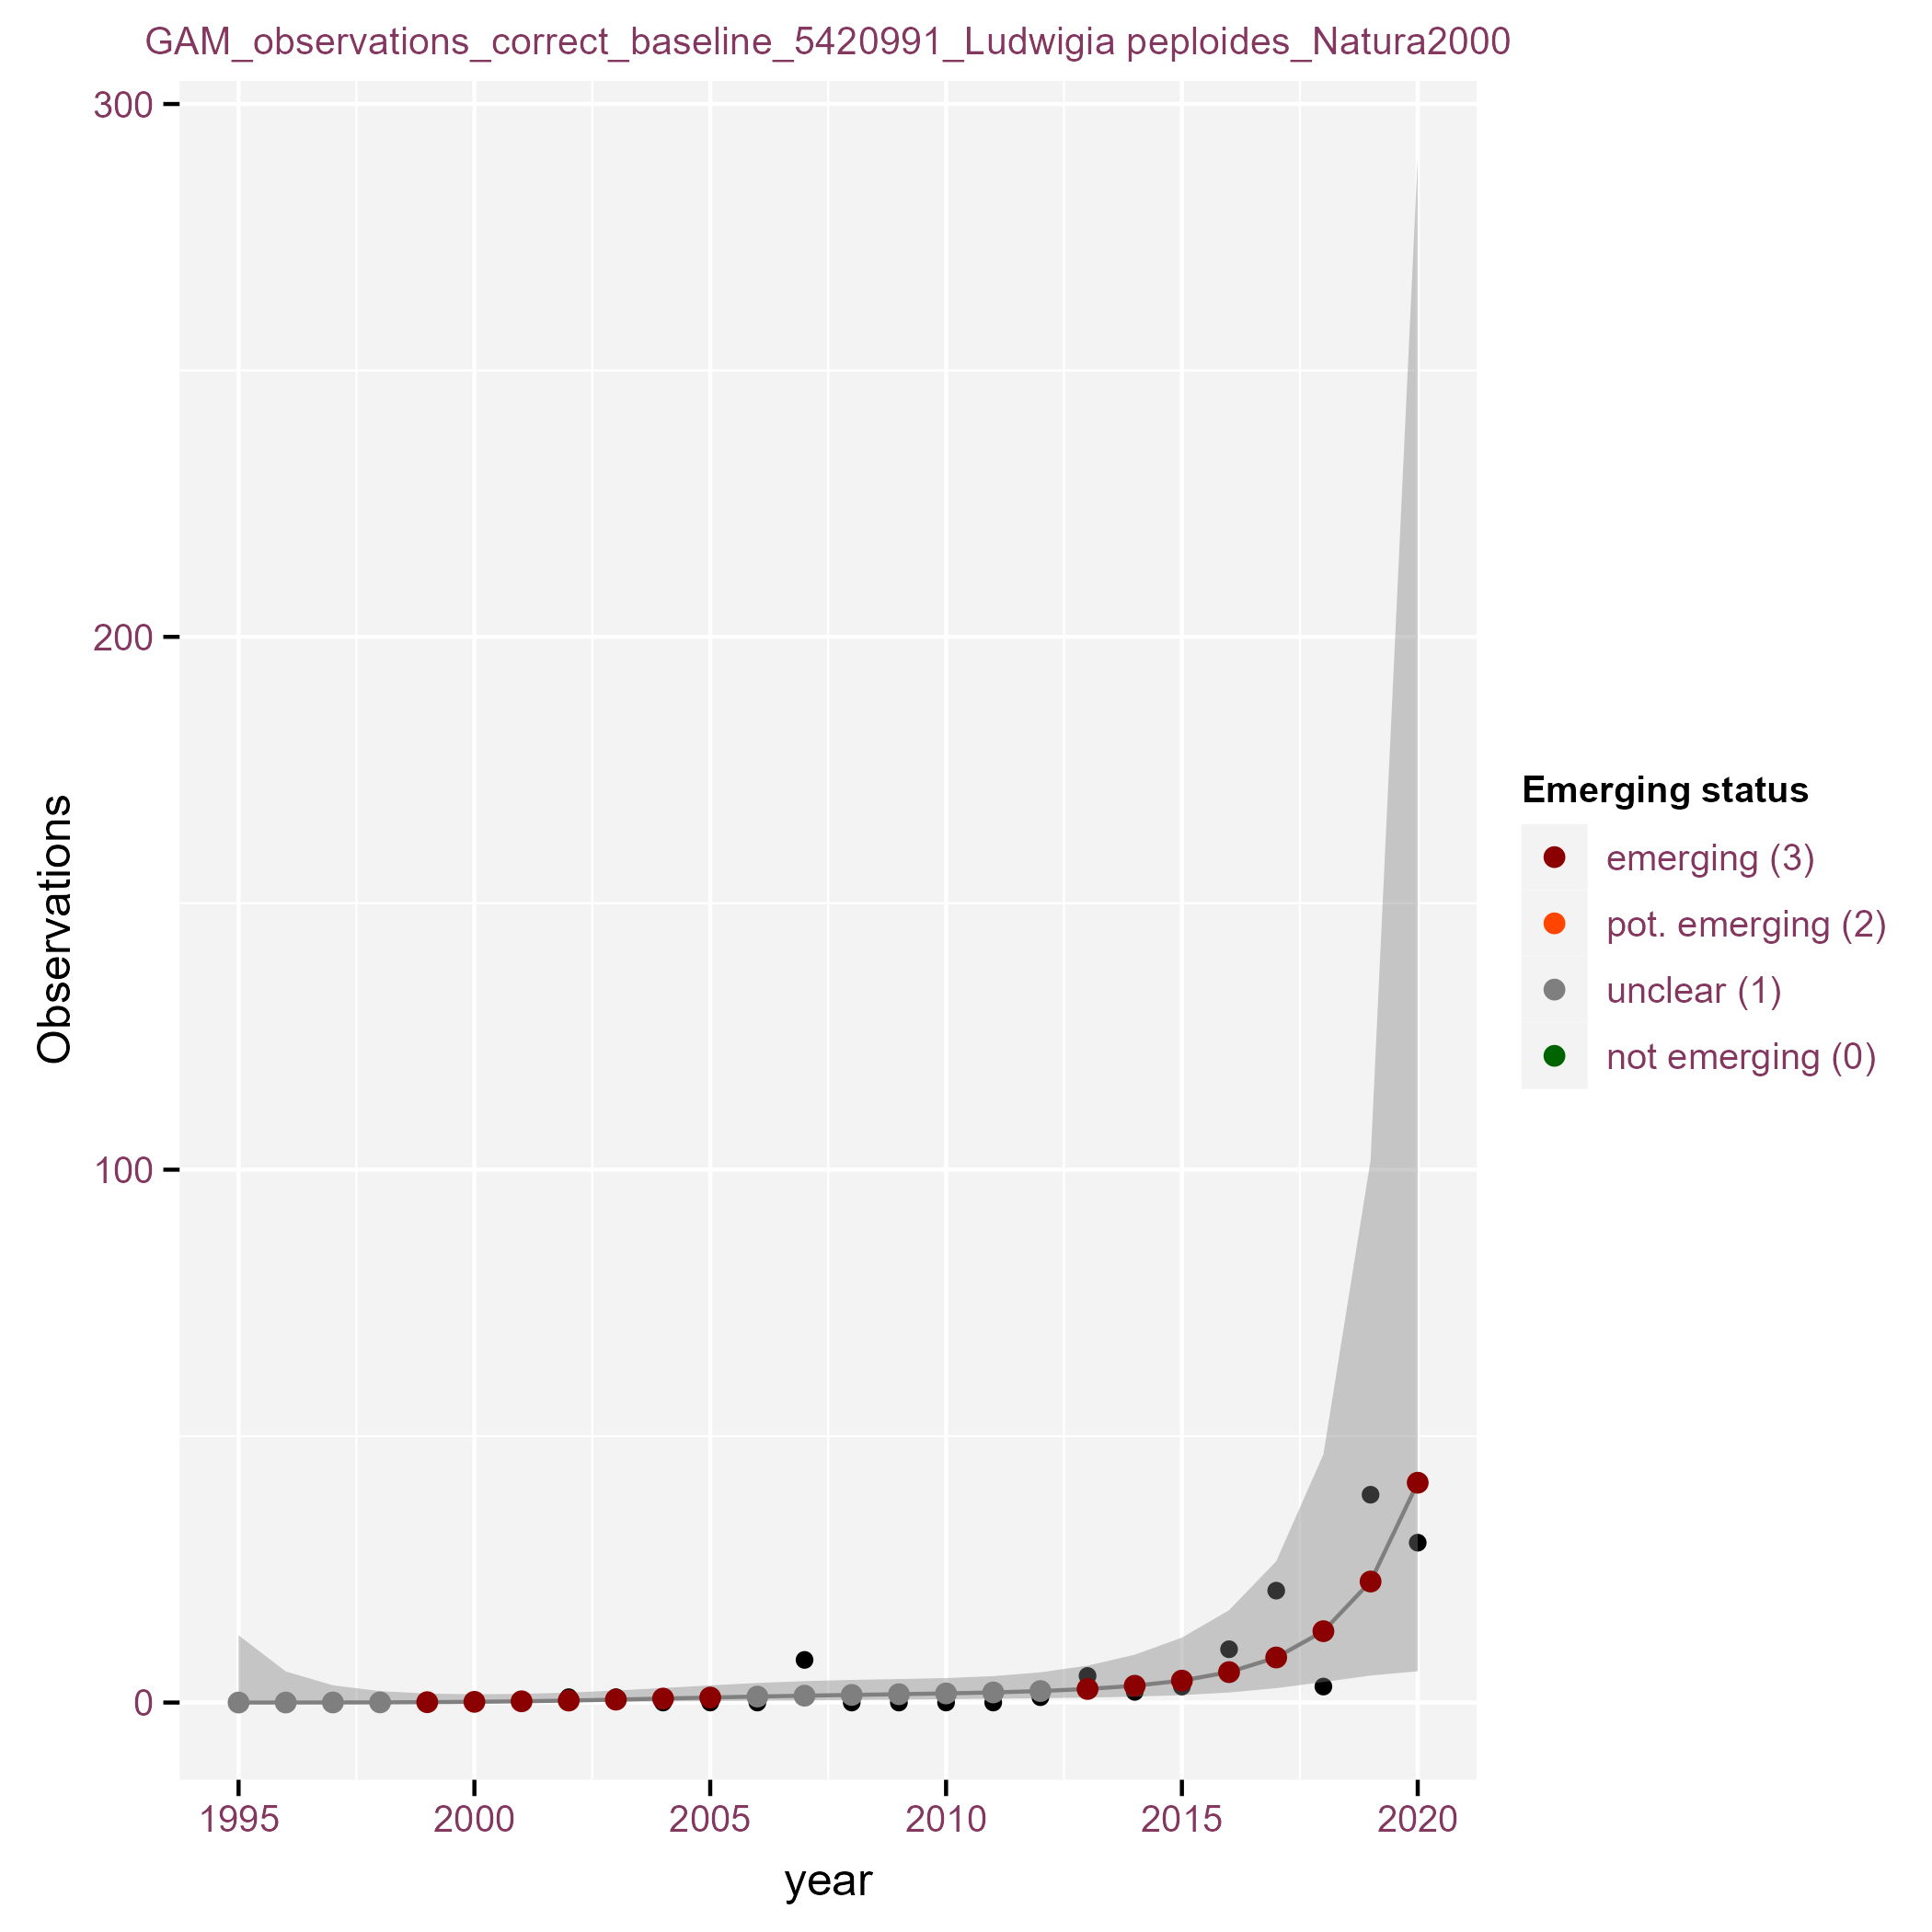 GAM_observations_correct_baseline_5420991_Ludwigia peploides_Natura2000
300
200
100
0
Observations
1995 2000 2005 2010 2015 2020
year
Emerging status
emerging (3)
pot. emerging (2)
unclear (1)
not emerging (0)